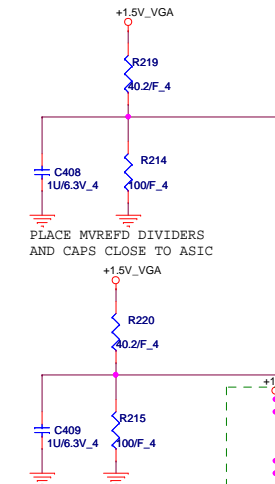 +1.5V_VGA
R219
40.2/F_4
R214
100/F_4
C408
1U/6.3V_4
PLACE MVREFD DIVIDERS
AND CAPS CLOSE TO ASIC
+1.5V_VGA
R220
40.2/F_4
+1
R215
100/F_4
C409
1U/6.3V_4